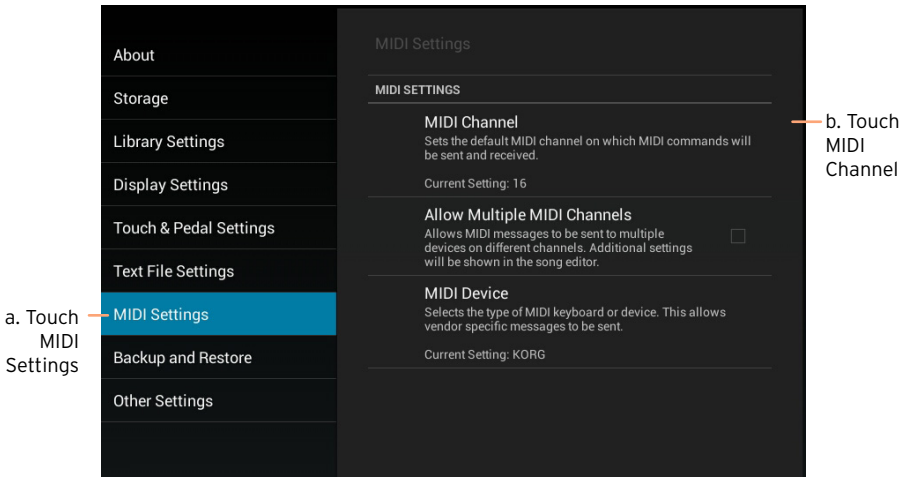 About
Storage
Library Settings
Display Settings
Touch & Pedal Settings
Text File Settings
MIDI Settings
Backup and Restore
Other Settings
MIDI Settings
MIDI SETTINGS
MIDI Channel
Sets the default MIDI channel on which MIDI commands will
be sent and received.
Current Setting: 16
Allow Multiple MIDI Channels
Allows MIDI messages to be sent to multiple
devices on different channels. Additional settings
will be shown in the song editor.
MIDI Device
Selects the type of MIDI keyboard or device. This allows
vendor specific messages to be sent.
Current Setting: KORG
a. Touch
MIDI
Settings
b. Touch
MIDI
Channel